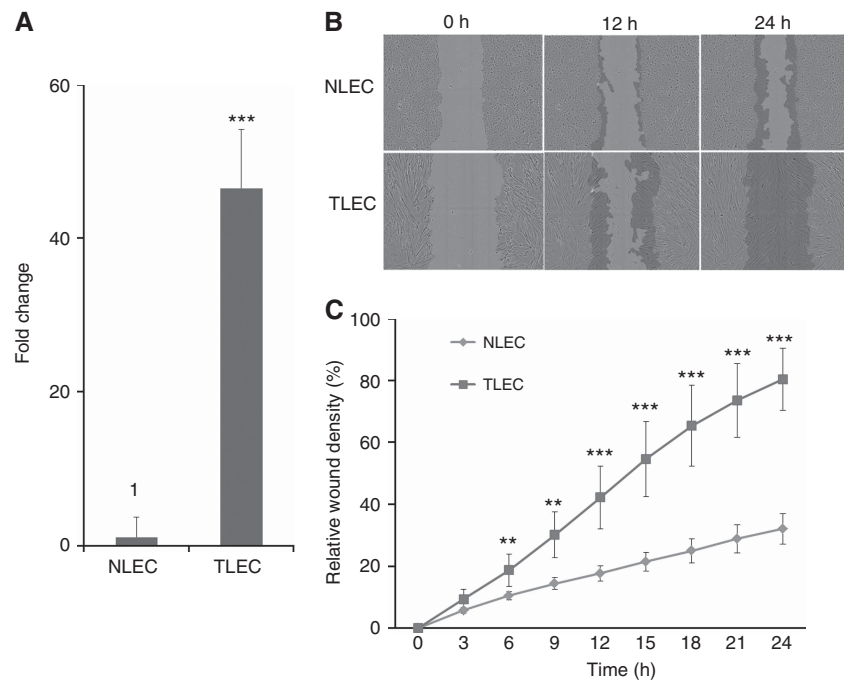 A
Fold change
60
40
20
0
***
1
NLEC
TLEC
B
0 h
12 h
24 h
NLEC
TLEC
C
Relative wound density (%)
100
80
60
40
20
0
NLEC
TLEC
**
**
***
***
***
***
***
0
3
6
9
12
15
18
21
24
Time (h)